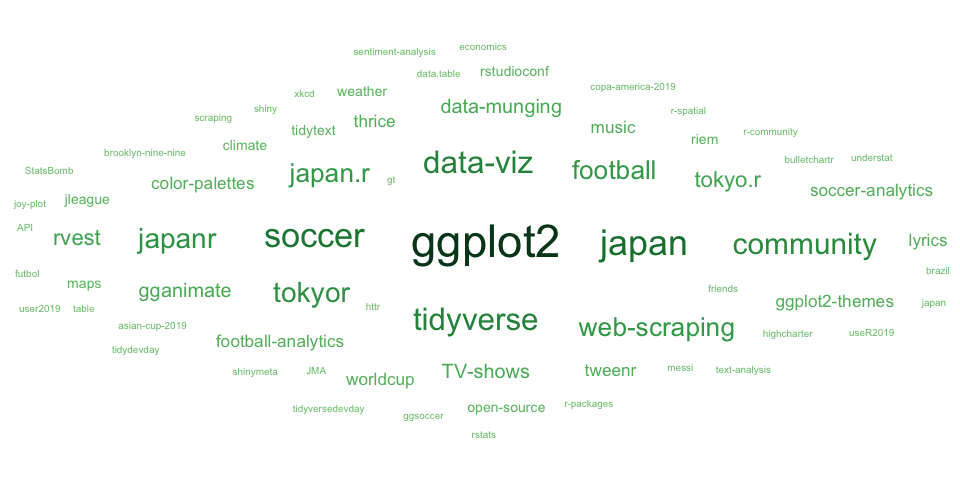 sentiment-analysis
economics
data.table
rstudioconf
xkcd
weather
copa-america-2019
shiny
data-munging
scraping
thrice
r-spatial
tidytext
music
r-community
climate
riem
brooklyn-nine-nine
data-viz
bulletchartr
understat
StatsBomb
japan.r
football
color-palettes
gt
tokyo.r
soccer-analytics
joy-plot
jleague
API
rvest
japanr
soccer
ggplot2
japan
community
lyrics
futbol
brazil
maps
gganimate
tokyor
friends
user2019
table
httr
ggplot2-themes
japan
asian-cup-2019
tidyverse
web-scraping
highcharter
useR2019
tidydevday
football-analytics
shinymeta
JMA
worldcup
TV-shows
tweenr
messi
text-analysis
tidyversedevday
ggsoccer
open-source
r-packages
rstats